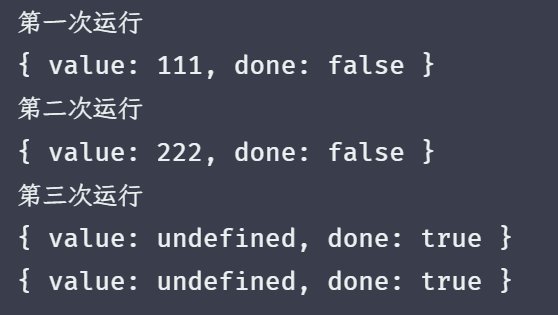 第一次运行
{ value: 111, done: false }
第二次运行
{ value: 222, done: false }
第三次运行
{ value: undefined, done: true }
{ value: undefined, done: true }